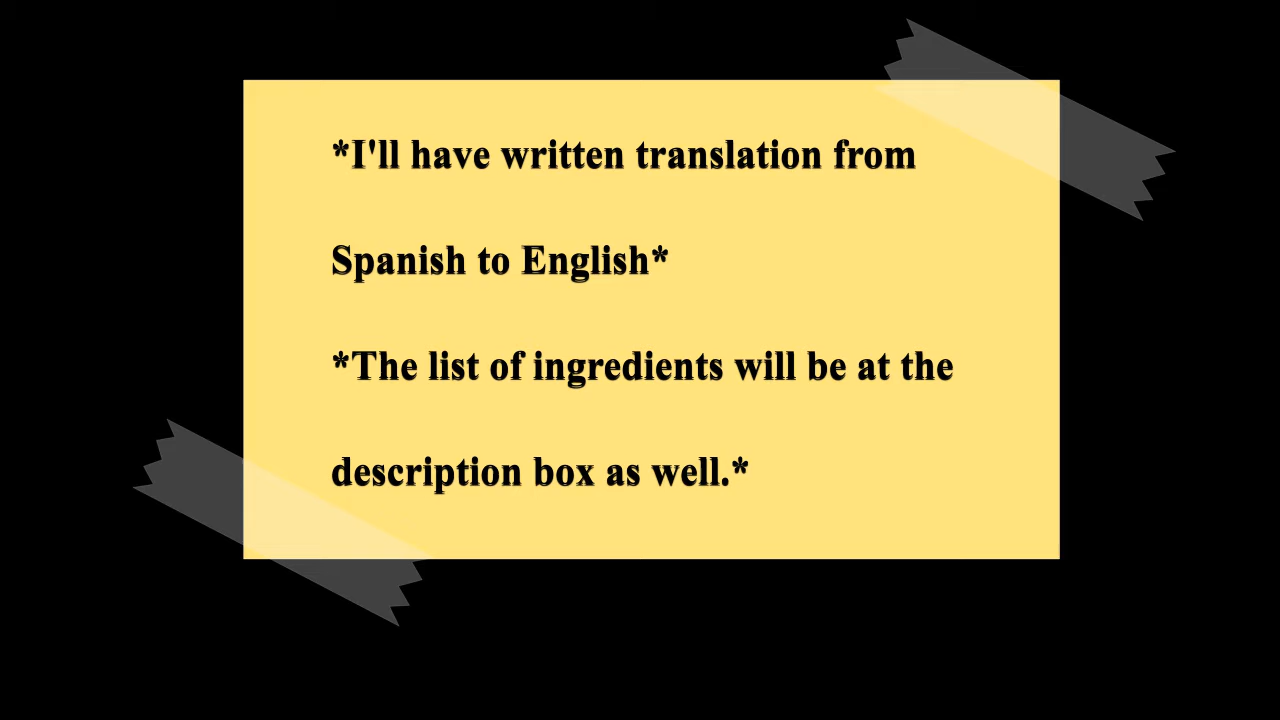 *I'll have written translation from
Spanish to English*
*The list of ingredients will be at the
description box as well.*